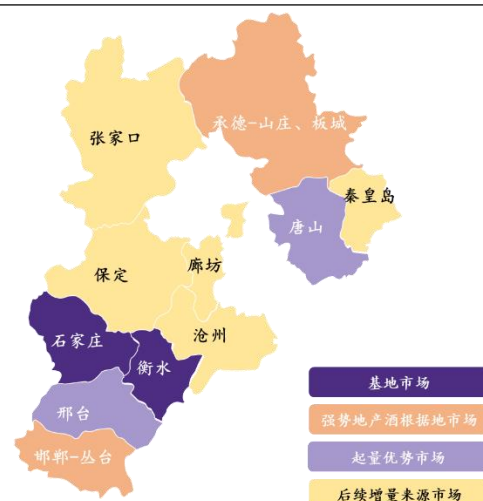 张家口
承德-山庄、板城
秦皇岛
唐山
保定
廊坊
沧州
石家庄
衡水
邢台
邯郸-丛台
基地市场
强势地产酒根据地市场
起量优势市场
后续增量来源市场